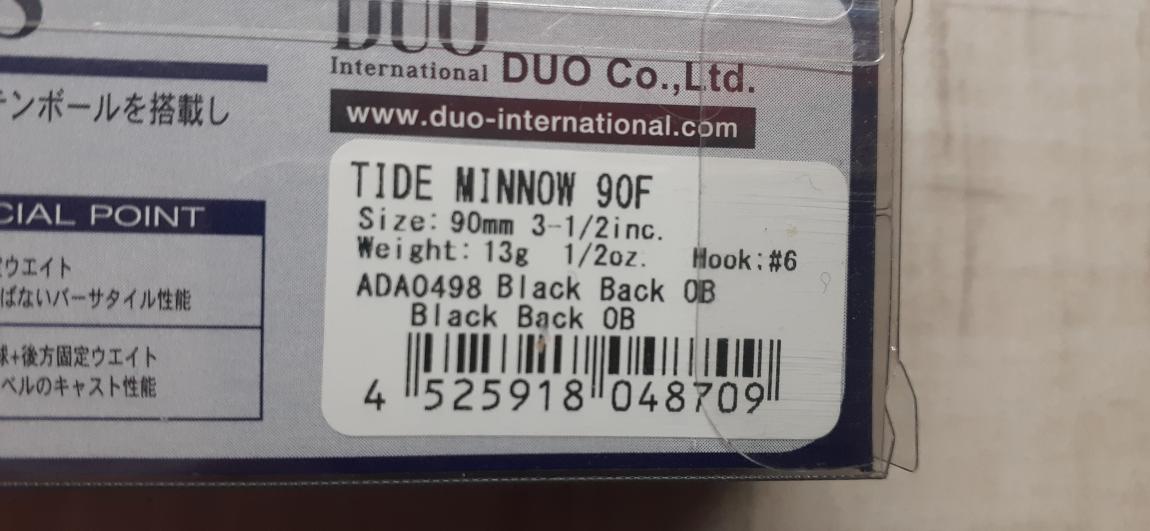 DUO
International DUO Co.,Ltd.
www.duo-international.com
テンボールを搭載し
CIAL POINT
ウエイト
ばないバーサタイル性能
球+後方固定ウエイト
ベルのキャスト性能
TIDE MINNOW 90F
Size: 90mm 3-1/2inc.
Weight: 13g 1/2oz. Hook:#6
ADA0498 Black Back OB
Black Back OB
4 525918 048709